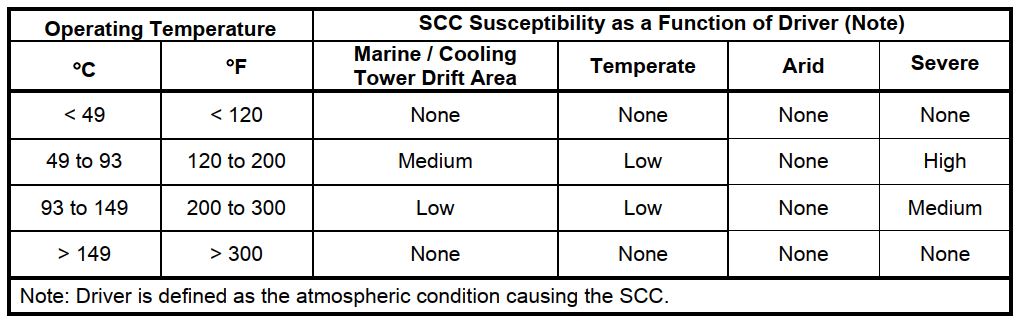 Operating Temperature SCC Susceptibility as a Function of Driver (Note)
°C °F Marine / Cooling Tower Drift Area Temperate Arid Severe
< 49 < 120 None None None None
49 to 93 120 to 200 Medium Low None High
93 to 149 200 to 300 Low Low None Medium
> 149 > 300 None None None None
Note: Driver is defined as the atmospheric condition causing the SCC.